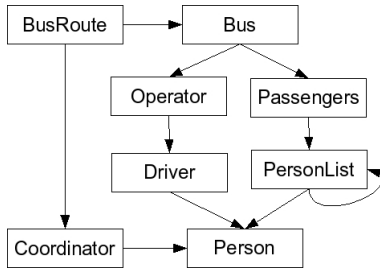 BusRoute
Bus
Operator
Passengers
Driver
PersonList
Coordinator
Person